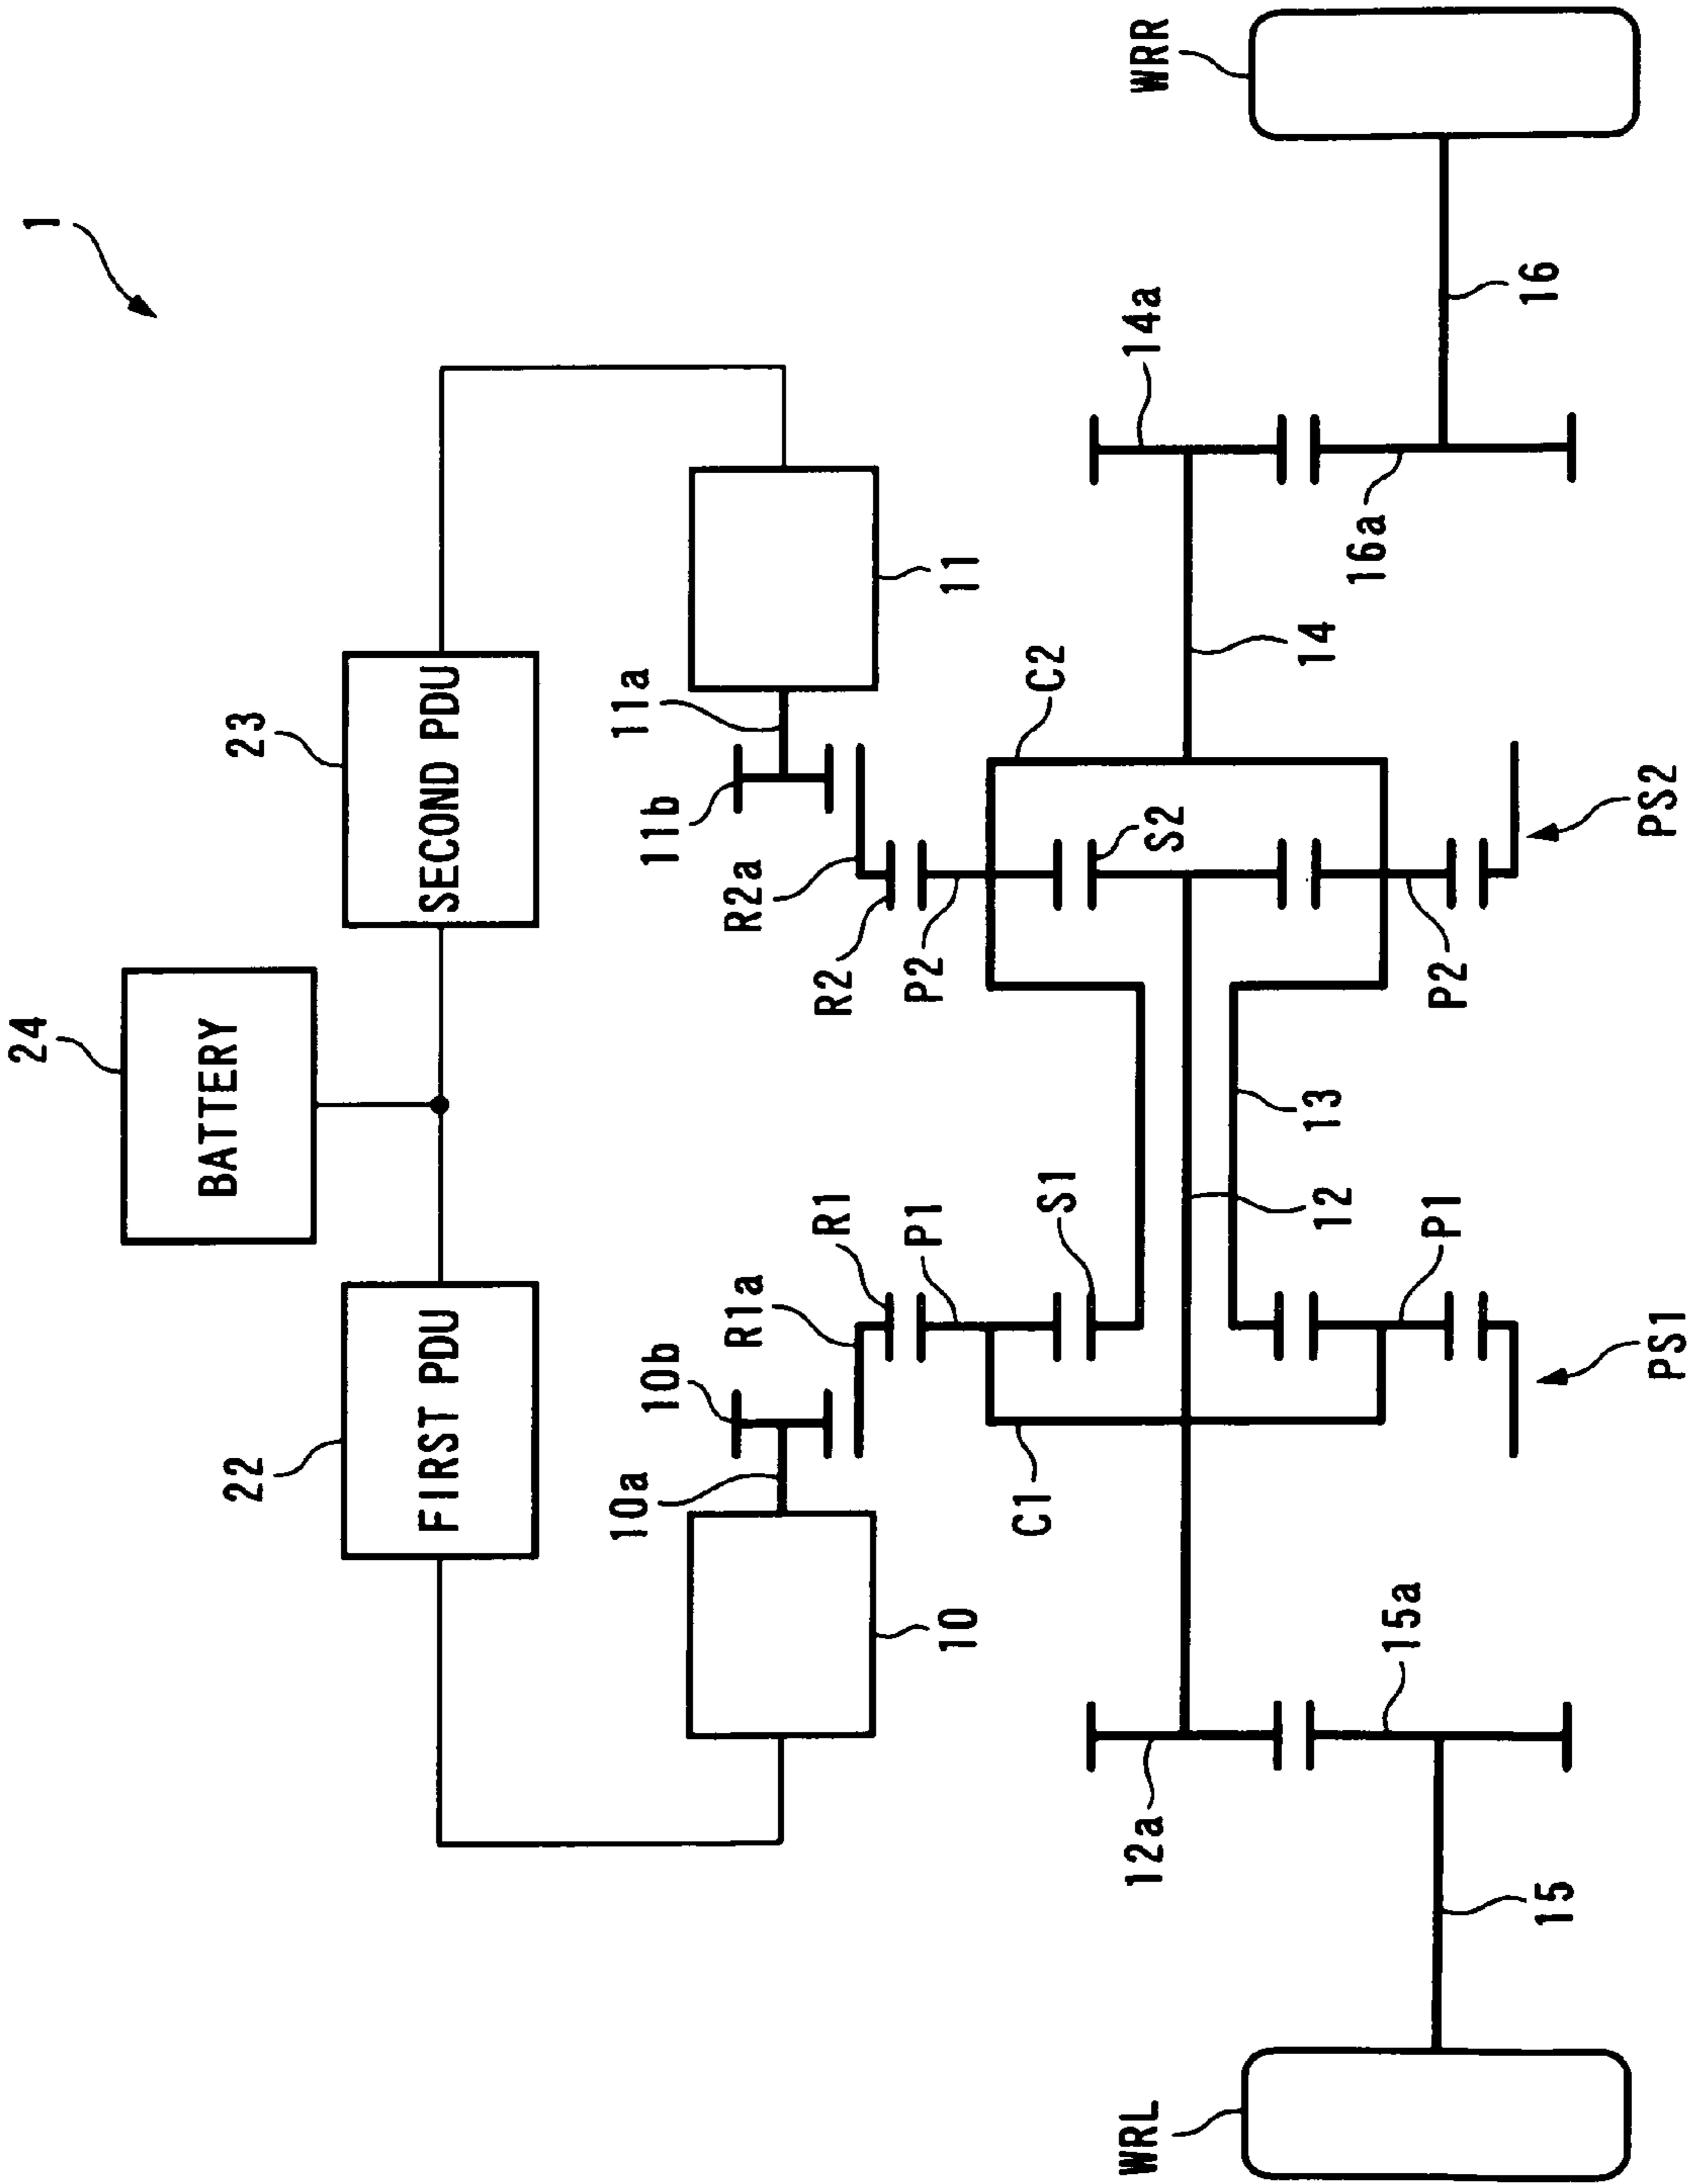 1
24
BATTERY
22
FIRST PDU
23
SECOND PDU
10a
10b
R1a
R1
10
P1
S1
C1
11a
11b
R2a
R2
P2
11
S2
C2
12a
15a
12
13
14
14a
P1
P2
16a
WRL
15
PS1
PS2
16
WRR